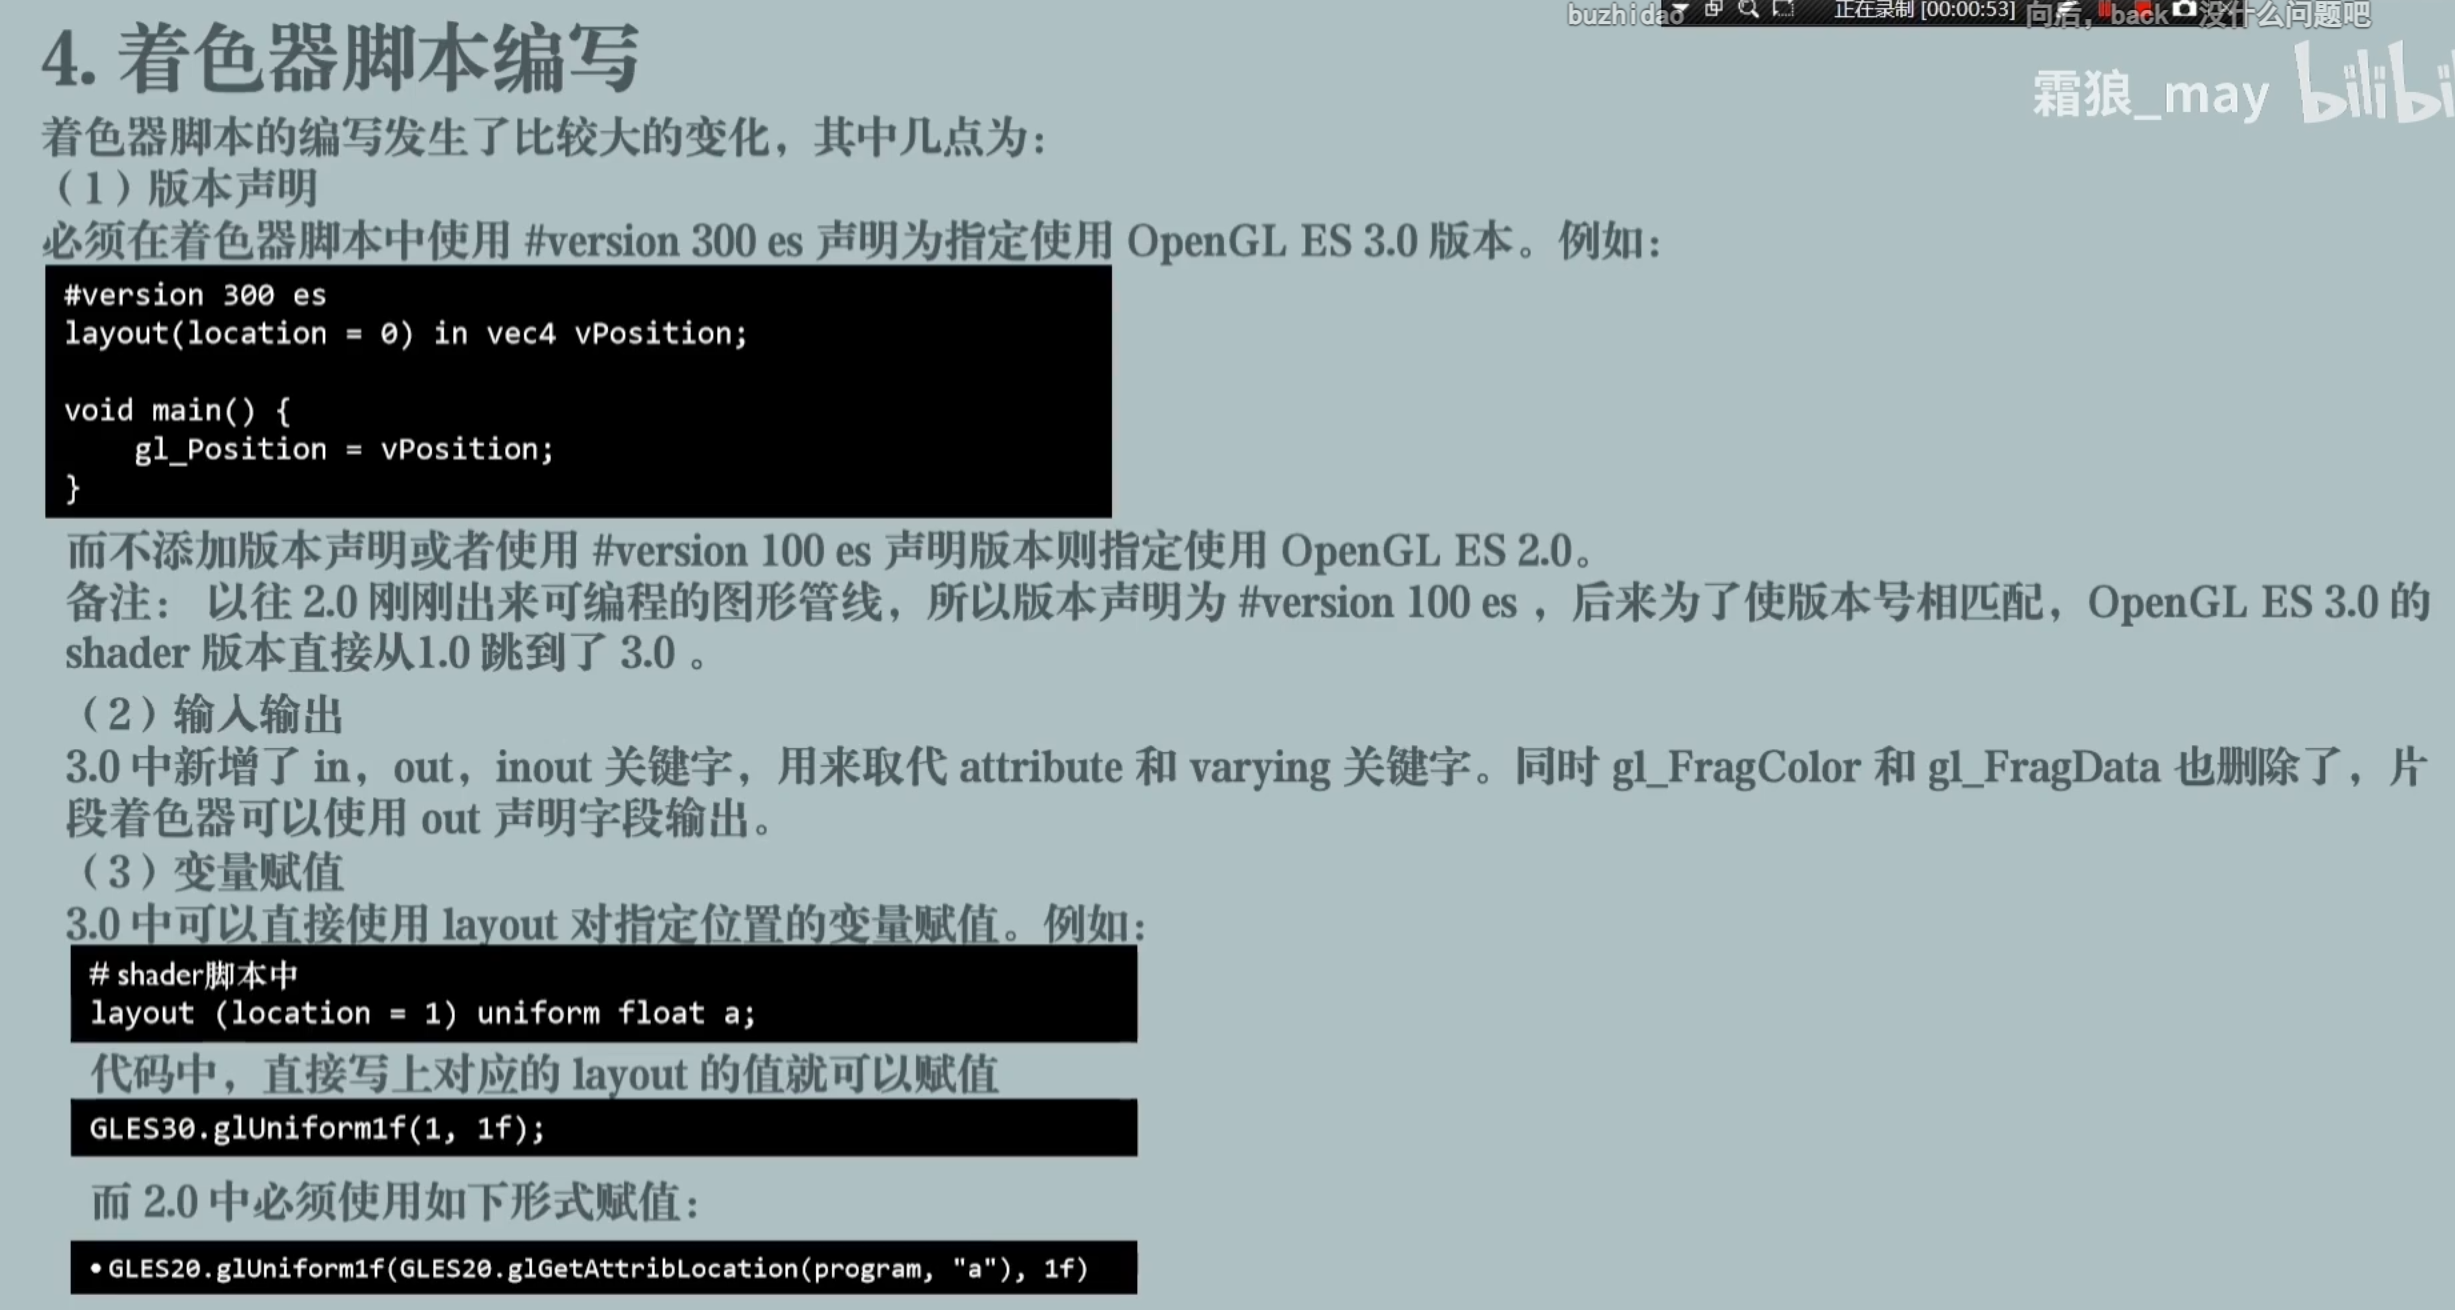 buzhidao 正在录制 [00:00:53] 向后，back 没什么问题吧
4. 着色器脚本编写
霜狼_may bilibi
着色器脚本的编写发生了比较大的变化，其中几点为：
（1）版本声明
必须在着色器脚本中使用 #version 300 es 声明为指定使用 OpenGL ES 3.0 版本。例如：
#version 300 es
layout(location = 0) in vec4 vPosition;
void main() {
gl_Position = vPosition;
}
而不添加版本声明或者使用 #version 100 es 声明版本则指定使用 OpenGL ES 2.0。
备注： 以往 2.0 刚刚出来可编程的图形管线，所以版本声明为 #version 100 es ，后来为了使版本号相匹配，OpenGL ES 3.0 的
shader 版本直接从1.0 跳到了 3.0 。
（2）输入输出
3.0 中新增了 in，out，inout 关键字，用来取代 attribute 和 varying 关键字。同时 gl_FragColor 和 gl_FragData 也删除了，片
段着色器可以使用 out 声明字段输出。
（3）变量赋值
3.0 中可以直接使用 layout 对指定位置的变量赋值。例如：
# shader脚本中
layout (location = 1) uniform float a;
代码中，直接写上对应的 layout 的值就可以赋值
GLES30.glUniform1f(1, 1f);
而 2.0 中必须使用如下形式赋值：
•GLES20.glUniform1f(GLES20.glGetAttribLocation(program, "a"), 1f)